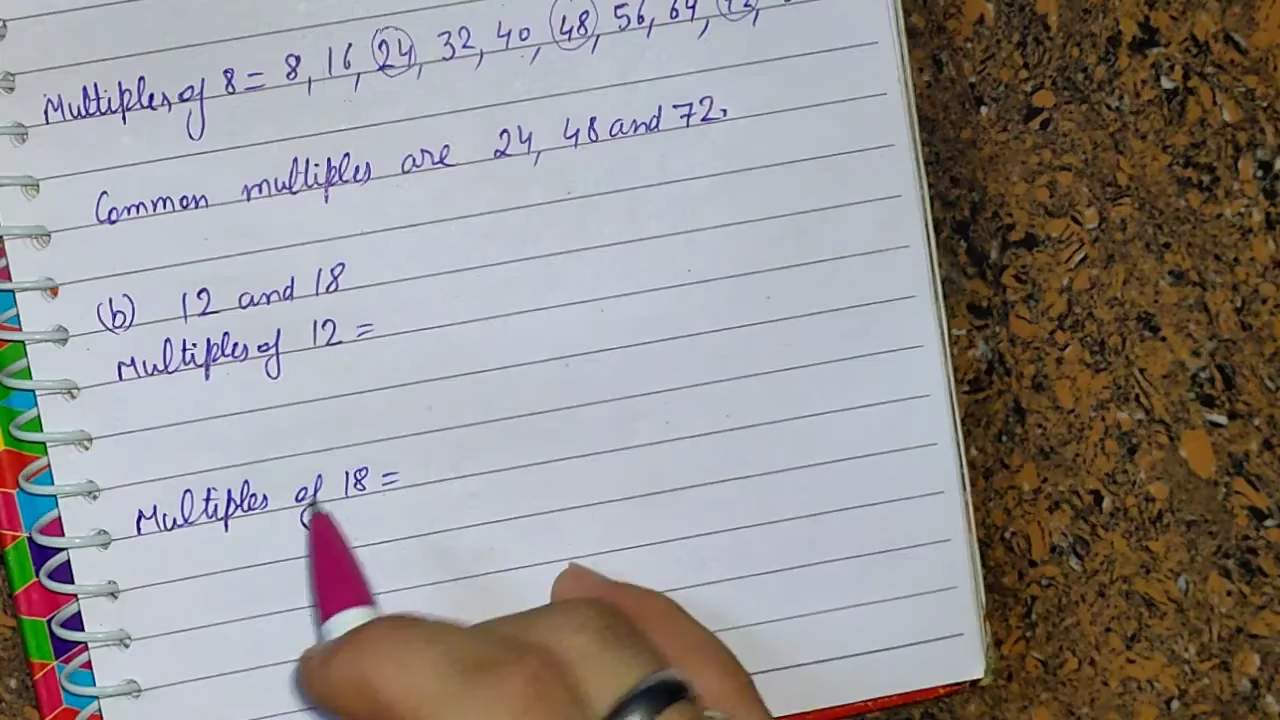 Multiples of 8 = 8, 16, 24, 32, 40, 48, 56, 64, 72,
Common multiples are 24, 48 and 72.
(b) 12 and 18
Multiples of 12 =
Multiples of 18 =